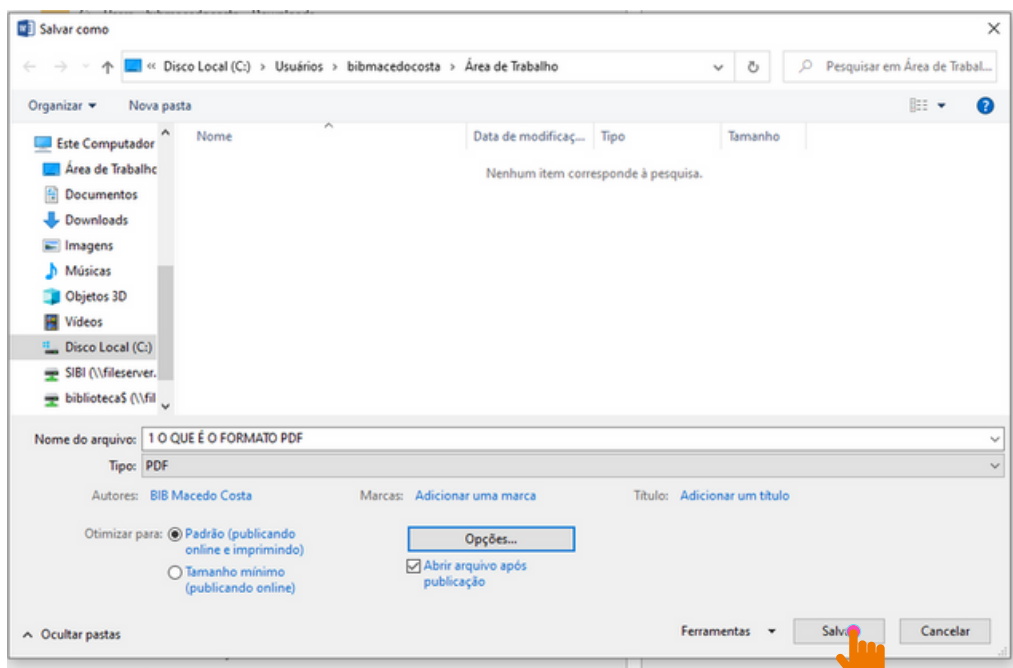 Salvar como
« Disco Local (C:) > Usuários > bibmacedocosta > Área de Trabalho
Pesquisar em Área de Trabal...
Organizar
Nova pasta
Nome
Data de modificaç...
Tipo
Tamanho
Nenhum item corresponde à pesquisa.
Este Computador
Área de Trabalho
Documentos
Downloads
Imagens
Músicas
Objetos 3D
Vídeos
Disco Local (C:)
SIBI (\\fileserver.
biblioteca$ (\\fil
Nome do arquivo: 1 O QUE É O FORMATO PDF
Tipo: PDF
Autores: BIB Macedo Costa
Marcas: Adicionar uma marca
Título: Adicionar um título
Otimizar para:
Padrão (publicando
online e imprimindo)
Tamanho mínimo
(publicando online)
Opções...
Abrir arquivo após
publicação
Ocultar pastas
Ferramentas
Salva
Cancelar